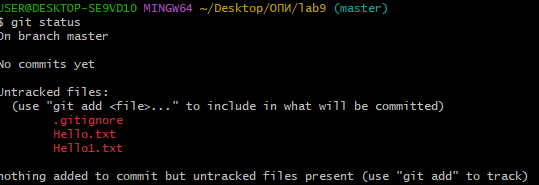 USER@DESKTOP-SE9VD10 MINGW64 ~/Desktop/ОПИ/lab9 (master)
$ git status
On branch master
No commits yet
Untracked files:
(use "git add <file>..." to include in what will be committed)
.gitignore
Hello.txt
Hello1.txt
nothing added to commit but untracked files present (use "git add" to track)